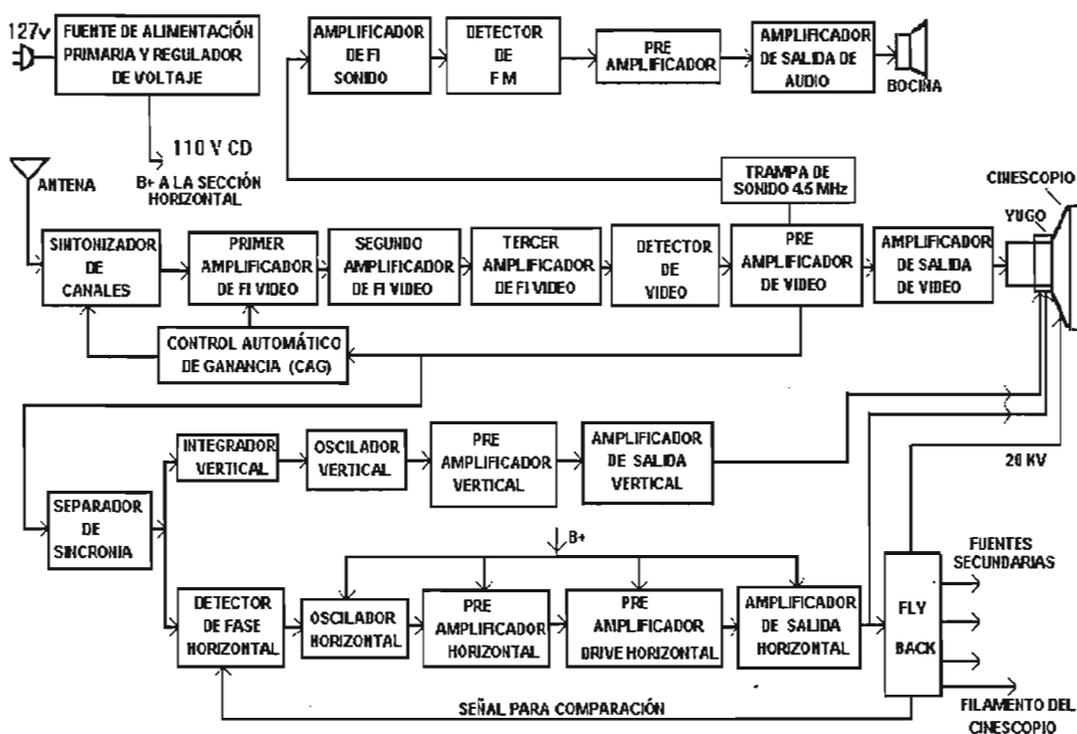 127v
FUENTE DE ALIMENTACIÓN
PRIMARIA Y REGULADOR
DE VOLTAJE
110 V CD
B+ A LA SECCIÓN
HORIZONTAL
AMPLIFICADOR
DE FI
SONIDO
DETECTOR
DE
FM
PRE
AMPLIFICADOR
AMPLIFICADOR
DE SALIDA DE
AUDIO
BOCINA
ANTENA
TRAMPA DE
SONIDO 4.5 MHz
CINESCOPIO
YUGO
SINTONIZADOR
DE
CANALES
PRIMER
AMPLIFICADOR
DE FI VIDEO
SEGUNDO
AMPLIFICADOR
DE FI VIDEO
TERCER
AMPLIFICADOR
DE FI VIDEO
DETECTOR
DE
VIDEO
PRE
AMPLIFICADOR
DE VIDEO
AMPLIFICADOR
DE SALIDA
DE VIDEO
CONTROL AUTOMÁTICO
DE GANANCIA (CAG)
INTEGRADOR
VERTICAL
OSCILADOR
VERTICAL
PRE
AMPLIFICADOR
VERTICAL
AMPLIFICADOR
DE SALIDA
VERTICAL
20 KV
SEPARADOR
DE
SINCRONIA
B+
DETECTOR
DE FASE
HORIZONTAL
OSCILADOR
HORIZONTAL
PRE
AMPLIFICADOR
HORIZONTAL
PRE
AMPLIFICADOR
DRIVE HORIZONTAL
AMPLIFICADOR
DE SALIDA
HORIZONTAL
FLY
BACK
FUENTES
SECUNDARIAS
FILAMENTO DEL
CINESCOPIO
SEÑAL PARA COMPARACIÓN